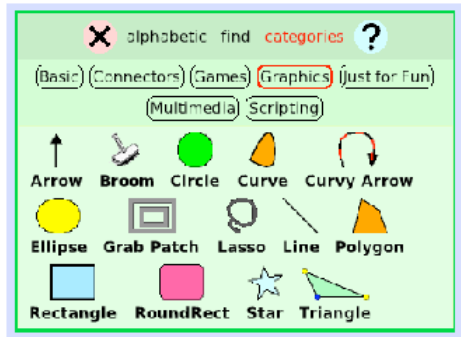 alphabetic find categories ?
Basic Connectors Games Graphics Just for Fun
Multimedia Scripting
Arrow Broom Circle Curve Curvy Arrow
Ellipse Grab Patch Lasso Line Polygon
Rectangle RoundRect Star Triangle